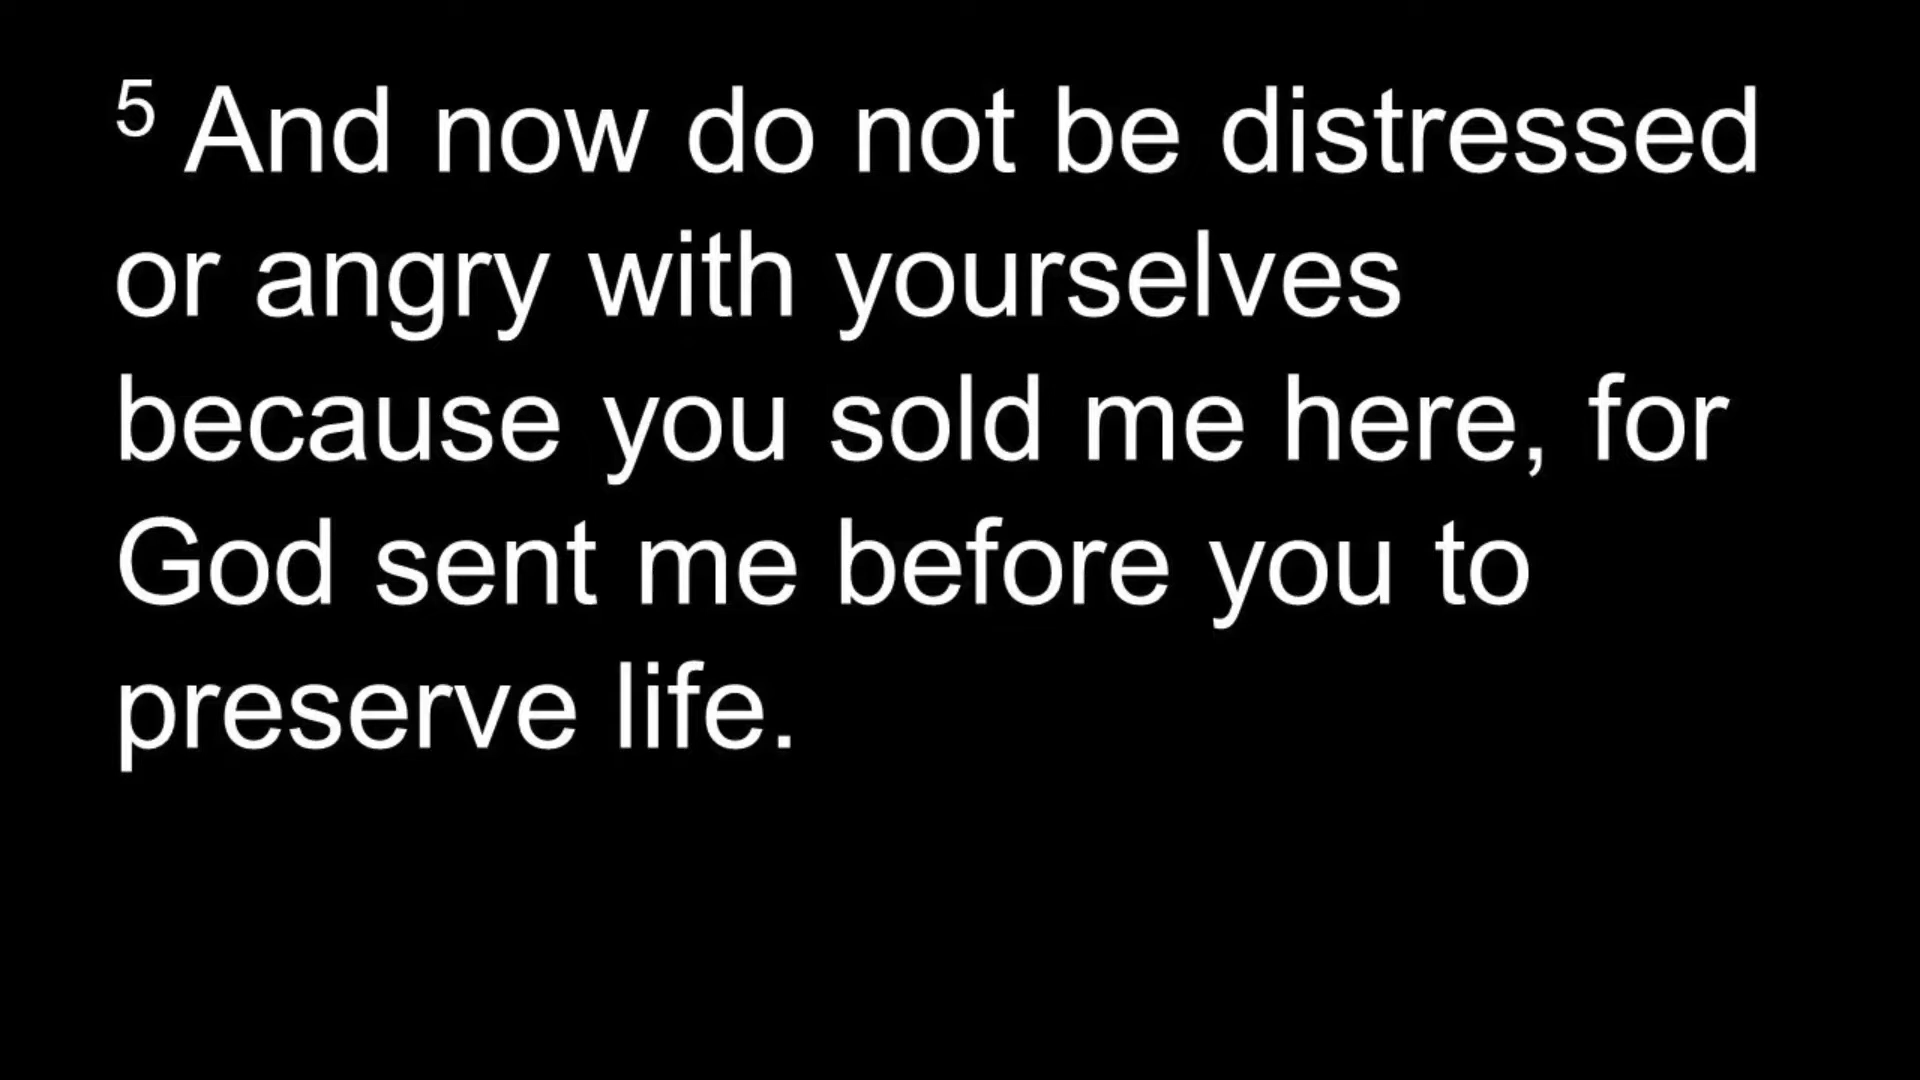 5 And now do not be distressed
or angry with yourselves
because you sold me here, for
God sent me before you to
preserve life.